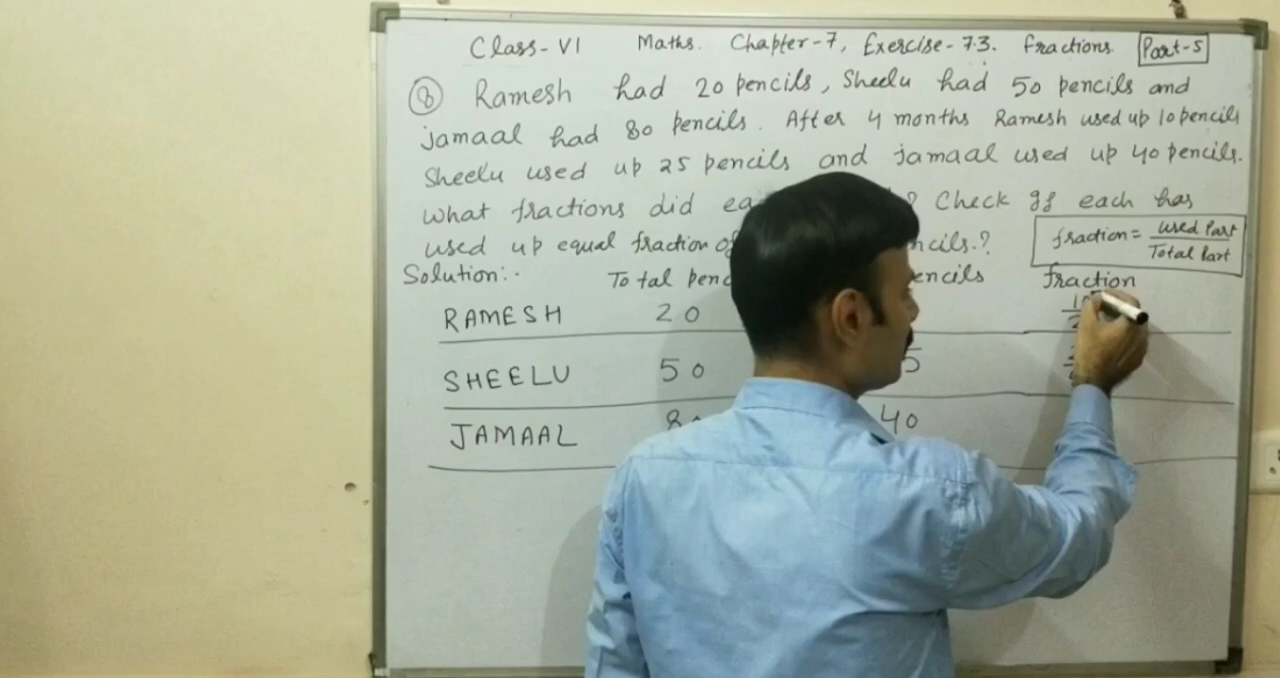 Class-VI Maths. Chapter-7, Exercise-7.3. Fractions. Part-5
⑧ Ramesh had 20 pencils, Sheelu had 50 pencils and
jamaal had 80 pencils. After 4 months Ramesh used up 10 pencils
Sheelu used up 25 pencils and jamaal used up 40 pencils.
What fractions did ? Check If each has
used up equal fraction
fraction = used Part / Total Part
Solution:- Total fraction
RAMESH 20
SHEELU 50
JAMAAL 40